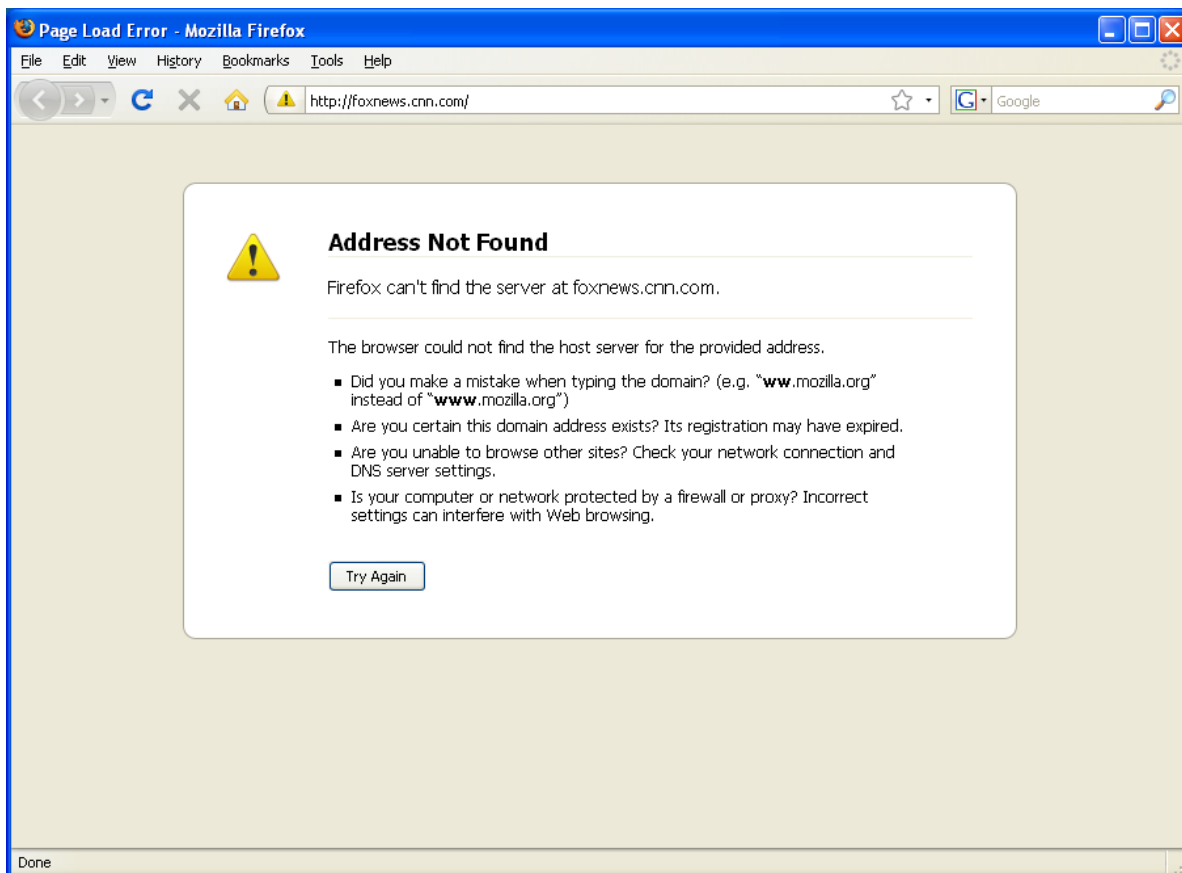 Page Load Error - Mozilla Firefox
File Edit View History Bookmarks Tools Help
http://foxnews.cnn.com/
G Google
Address Not Found
Firefox can't find the server at foxnews.cnn.com.
The browser could not find the host server for the provided address.
Did you make a mistake when typing the domain? (e.g. "ww.mozilla.org"
instead of "www.mozilla.org")
Are you certain this domain address exists? Its registration may have expired.
Are you unable to browse other sites? Check your network connection and
DNS server settings.
Is your computer or network protected by a firewall or proxy? Incorrect
settings can interfere with Web browsing.
Try Again
Done